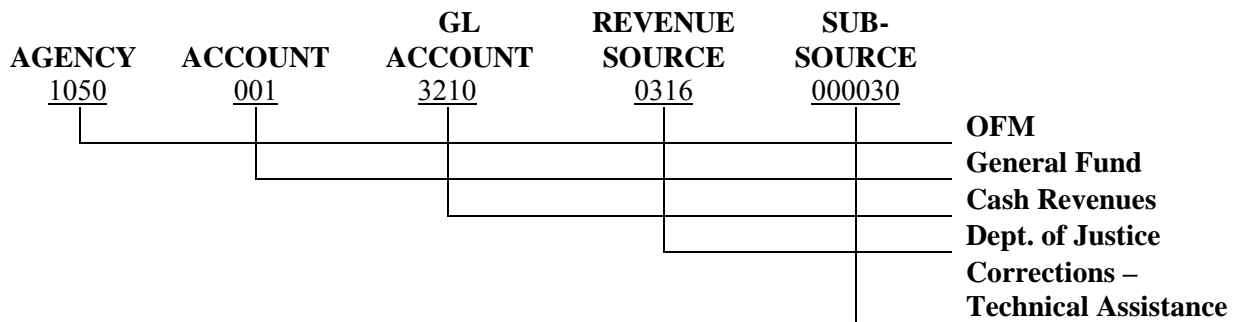 GL REVENUE SUB-
AGENCY ACCOUNT ACCOUNT SOURCE SOURCE
1050 001 3210 0316 000030
OFM
General Fund
Cash Revenues
Dept. of Justice
Corrections –
Technical Assistance